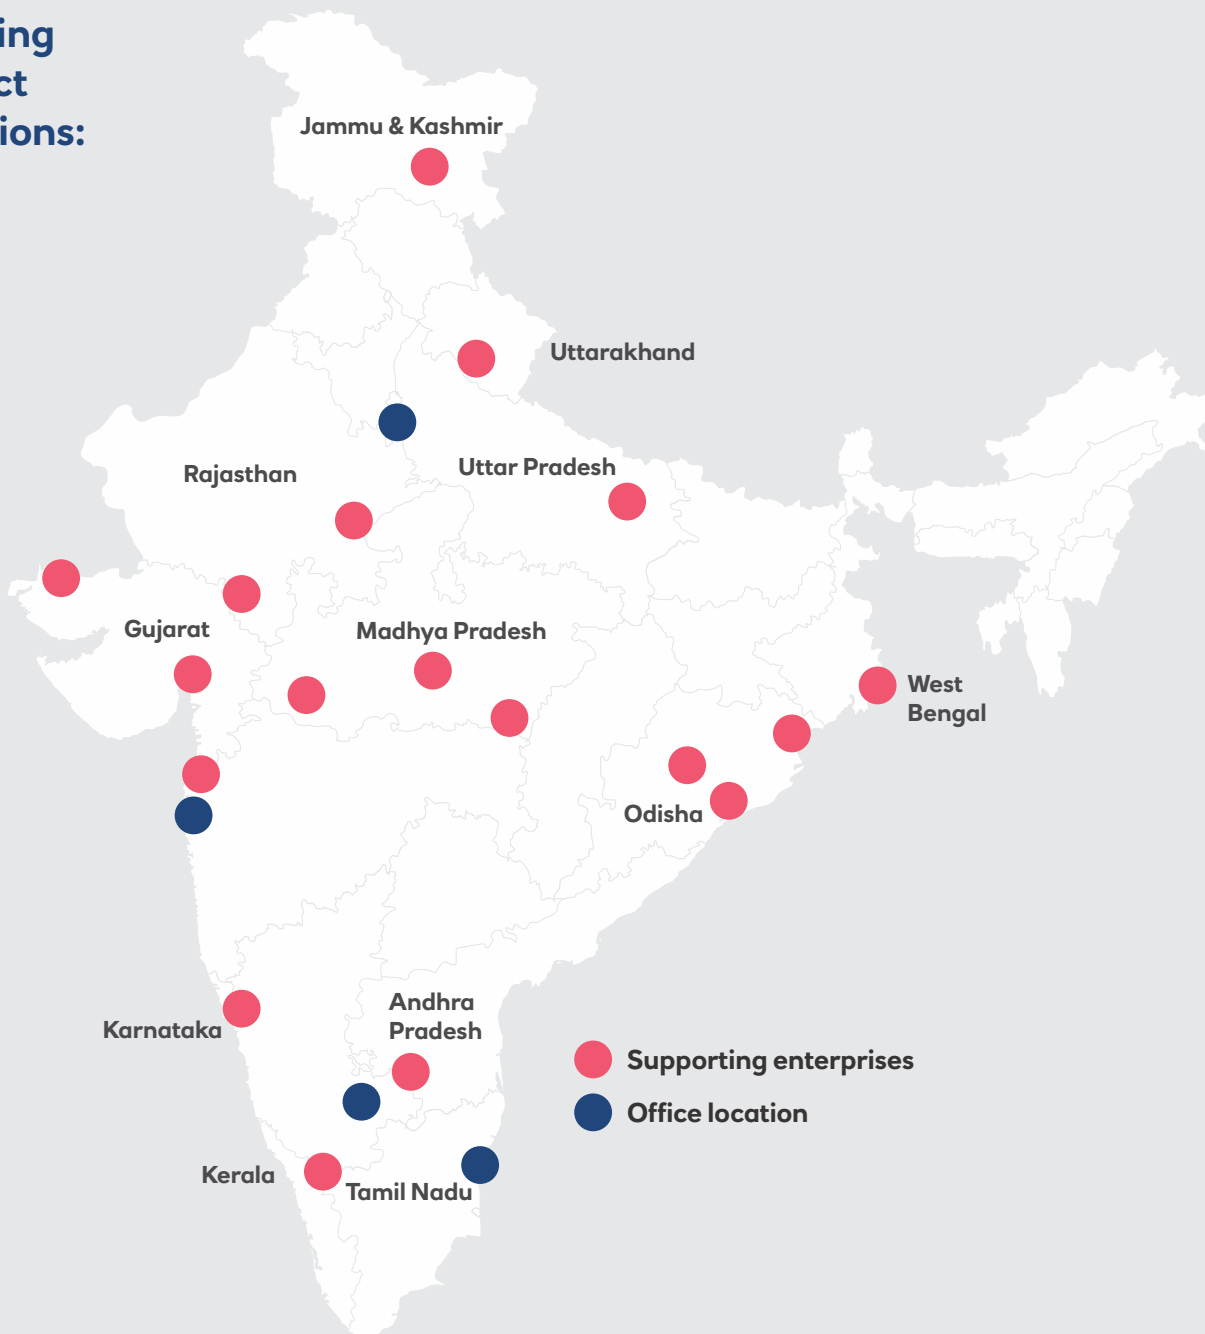 ing
ct
ions:
Jammu & Kashmir
Uttarakhand
Rajasthan
Uttar Pradesh
Gujarat
Madhya Pradesh
West
Bengal
Odisha
Andhra
Pradesh
Karnataka
Supporting enterprises
Office location
Kerala
Tamil Nadu